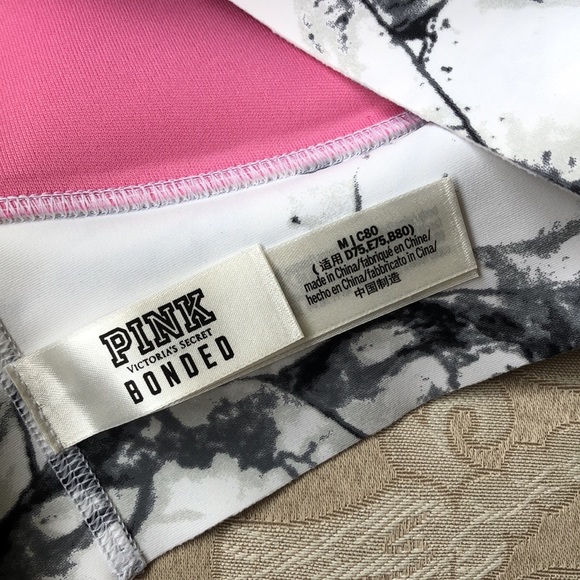 PINK
VICTORIA'S SECRET
BONDED
M | C80
(适用 D75,E75,B80)
made in China/fabriqué en Chine/
hecho en China/fabbricato in Cina/
中国制造